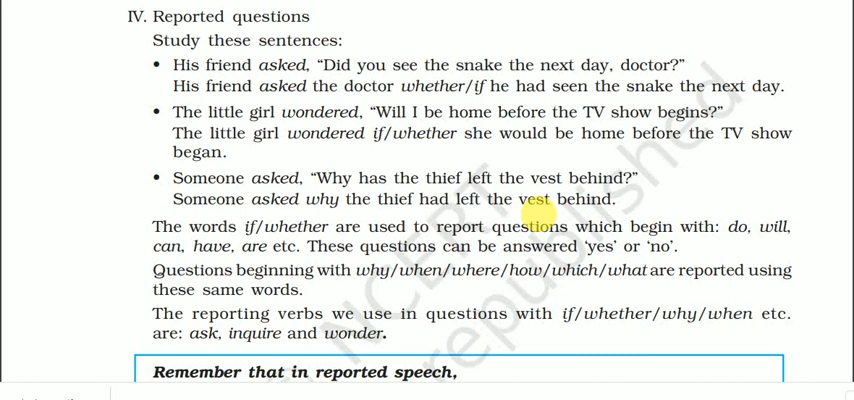 IV. Reported questions
Study these sentences:
• His friend asked, “Did you see the snake the next day, doctor?”
His friend asked the doctor whether/if he had seen the snake the next day.
• The little girl wondered, “Will I be home before the TV show begins?”
The little girl wondered if/whether she would be home before the TV show
began.
• Someone asked, “Why has the thief left the vest behind?”
Someone asked why the thief had left the vest behind.
The words if/whether are used to report questions which begin with: do, will,
can, have, are etc. These questions can be answered ‘yes’ or ‘no’.
Questions beginning with why/when/where/how/which/what are reported using
these same words.
The reporting verbs we use in questions with if/whether/why/when etc.
are: ask, inquire and wonder.
Remember that in reported speech,
© NCERT
republished